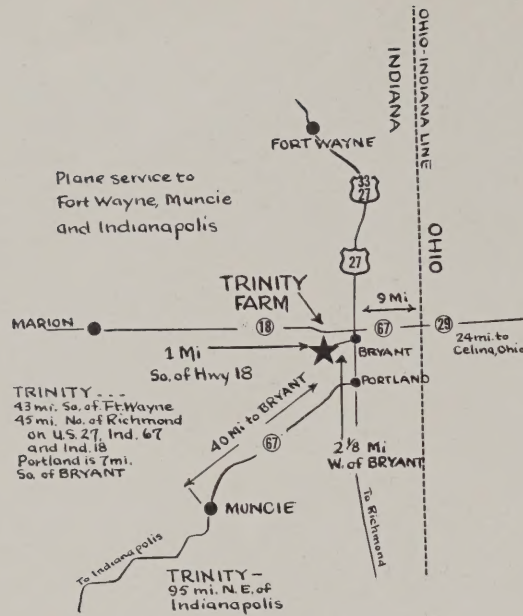 OHIO-INDIANA LINE
INDIANA
OHIO
FORT WAYNE
33
27
Plane service to
Fort Wayne, Muncie
and Indianapolis
27
TRINITY
FARM
9 Mi
MARION
18
67
29
24 mi. to
Celina, Ohio
BRYANT
1 Mi
So. of Hwy 18
PORTLAND
TRINITY ---
43 mi. So. of Ft. Wayne
45 mi. No. of Richmond
on U.S. 27, Ind. 67
and Ind. 18
Portland is 7 mi.
So. of BRYANT
40 Mi to BRYANT
67
2 1/8 Mi
W. of BRYANT
MUNCIE
To Richmond
To Indianapolis
TRINITY –
95 mi. N.E. of
Indianapolis